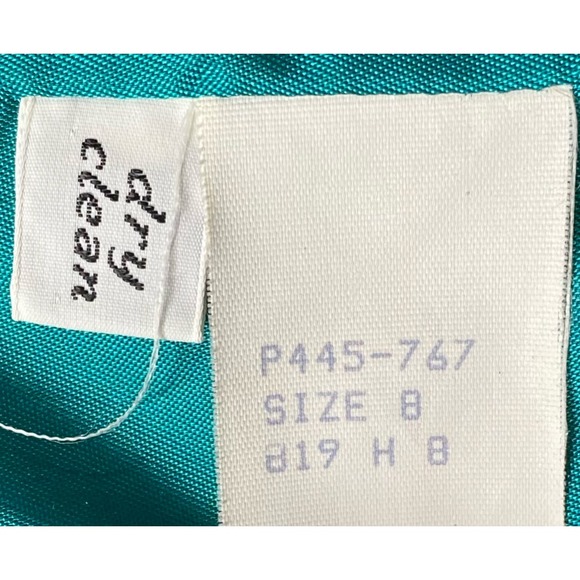 dry
clean
P445-767
SIZE 8
819 H 8